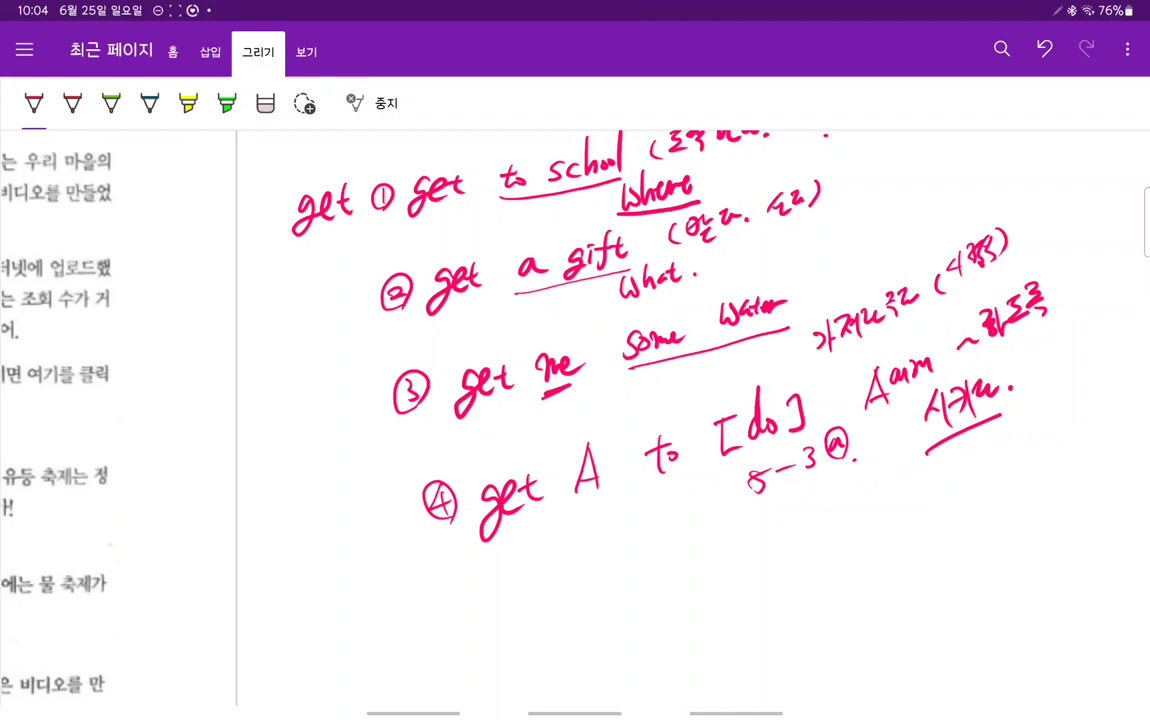 10:04 6월 25일 일요일 76%
최근 페이지 홈 삽입 그리기 보기
중지
는 우리 마을의
비디오를 만들었
터넷에 업로드했
는 조회 수가 거
어.
면 여기를 클릭
유등 축제는 정
!
에는 물 축제가
은 비디오를 만
get ① get to school (
where
② get a gift (
what.
③ get me some water 가져다주다 (4형식)
④ get A to [do] A ~하도록
5-3 ⓐ. 시키다.